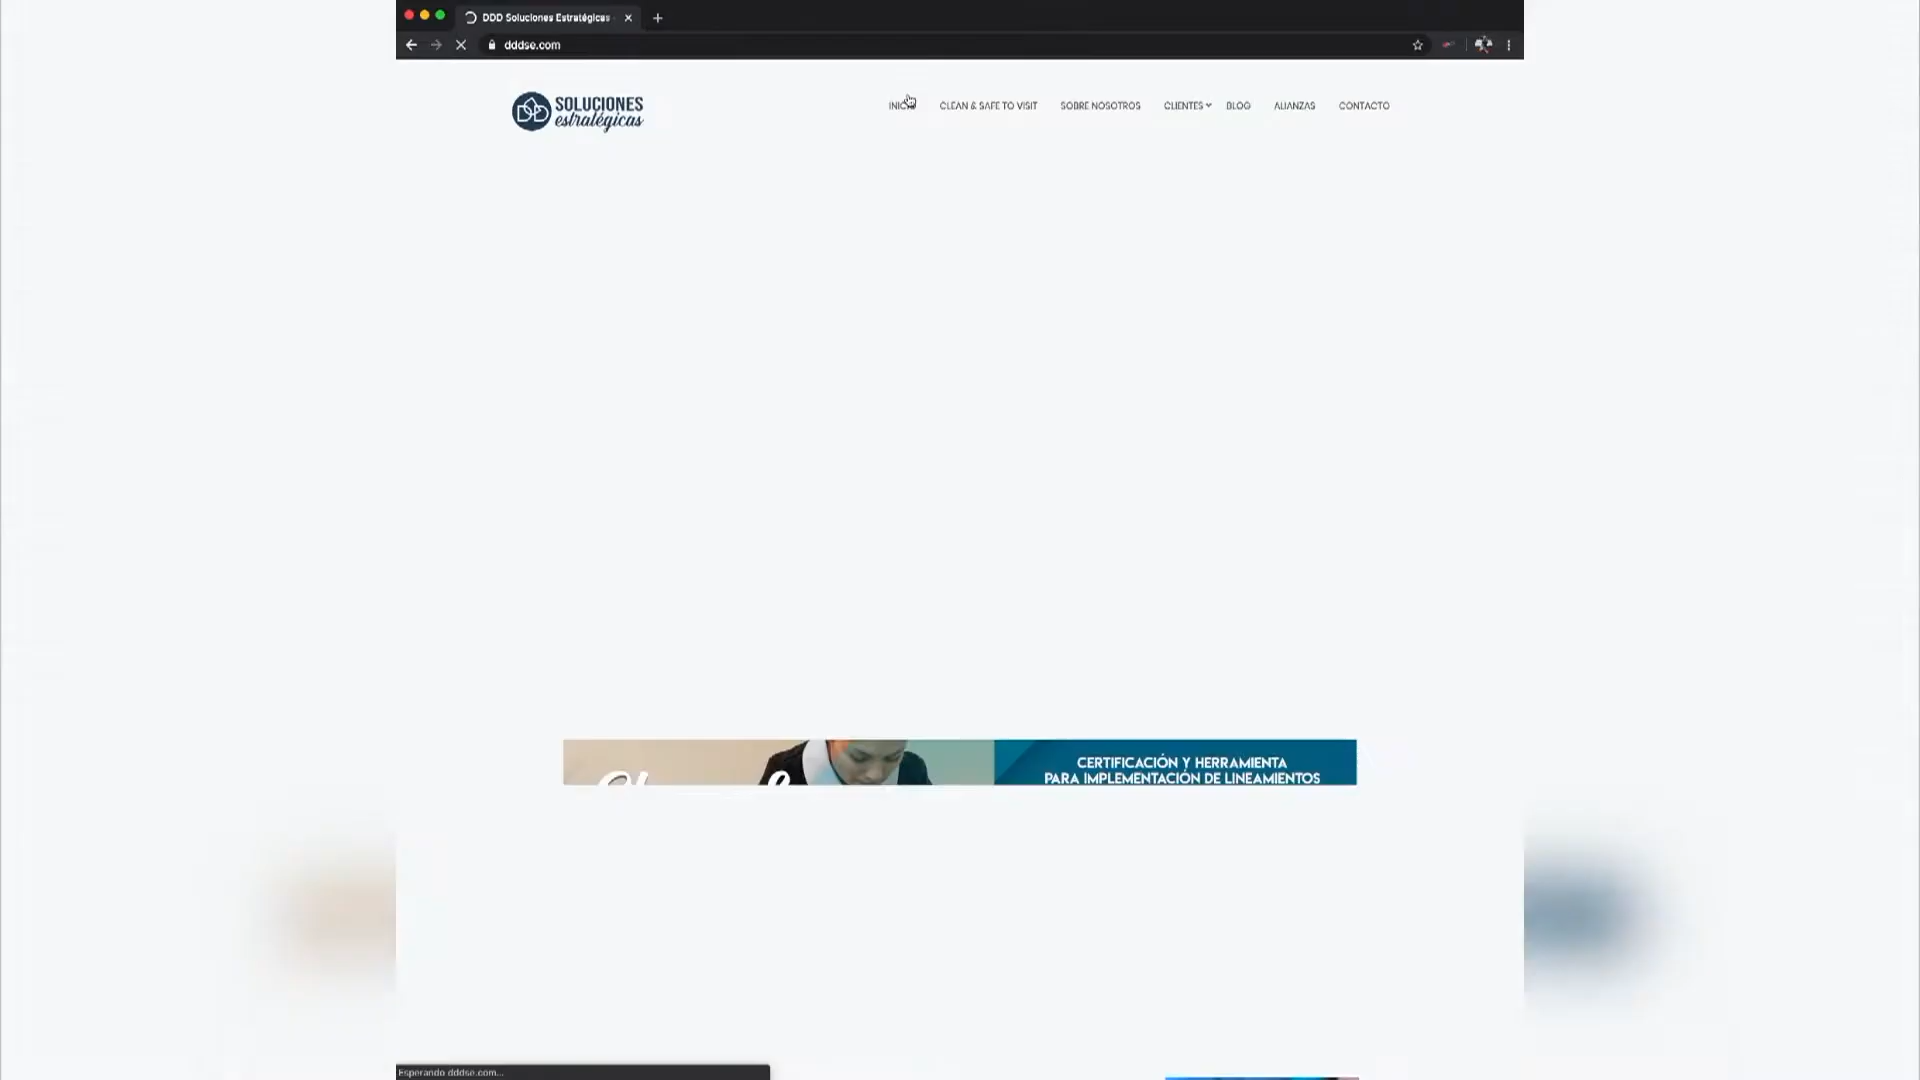 DDD Soluciones Estratégicas
dddse.com
DDD SOLUCIONES
estratégicas
INICIO CLEAN & SAFE TO VISIT SOBRE NOSOTROS CLIENTES BLOG ALIANZAS CONTACTO
CERTIFICACIÓN Y HERRAMIENTA
PARA IMPLEMENTACIÓN DE LINEAMIENTOS
Esperando dddse.com...